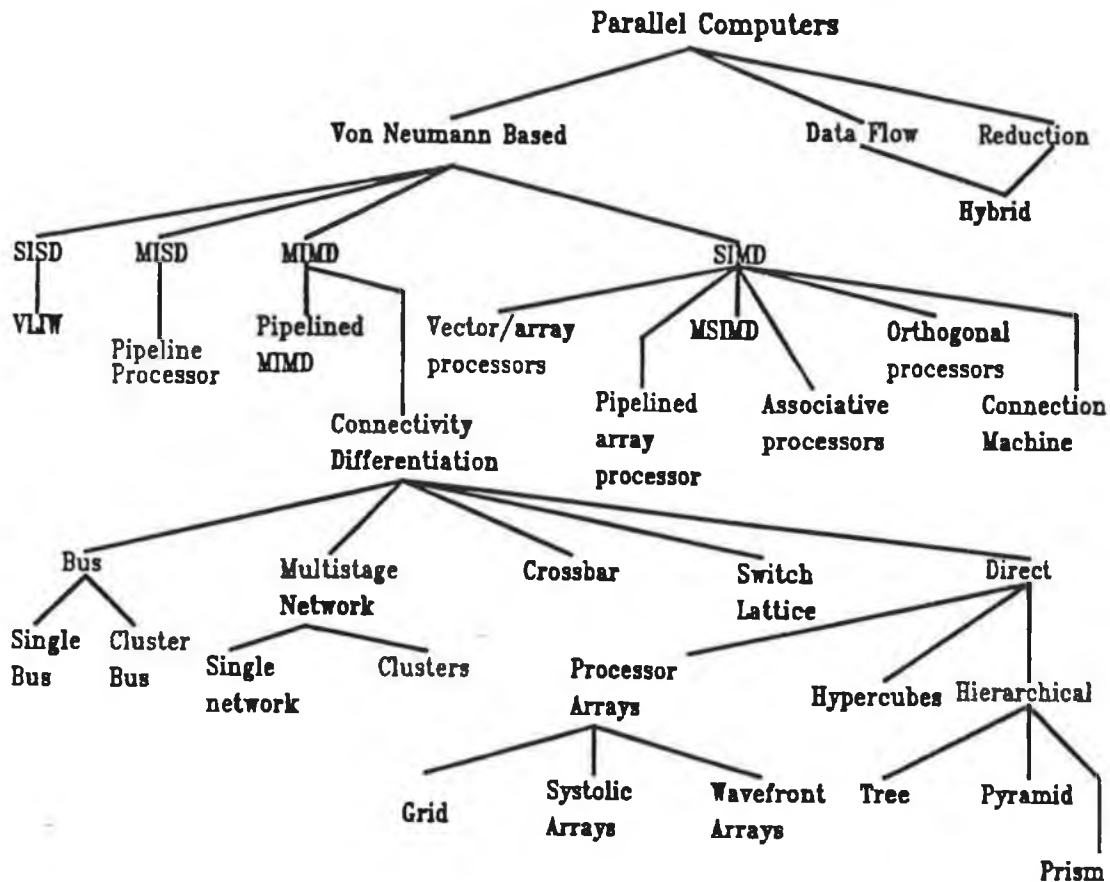 Parallel Computers
Von Neumann Based
Data Flow
Reduction
Hybrid
SISD
MISD
MIMD
SIMD
VLIW
Pipeline
Processor
Pipelined
MIMD
Vector/array
processors
MSIMD
Orthogonal
processors
Pipelined
array
processor
Associative
processors
Connection
Machine
Connectivity
Differentiation
Bus
Multistage
Network
Crossbar
Switch
Lattice
Direct
Single
Bus
Cluster
Bus
Single
network
Clusters
Processor
Arrays
Hypercubes
Hierarchical
Grid
Systolic
Arrays
Wavefront
Arrays
Tree
Pyramid
Prism